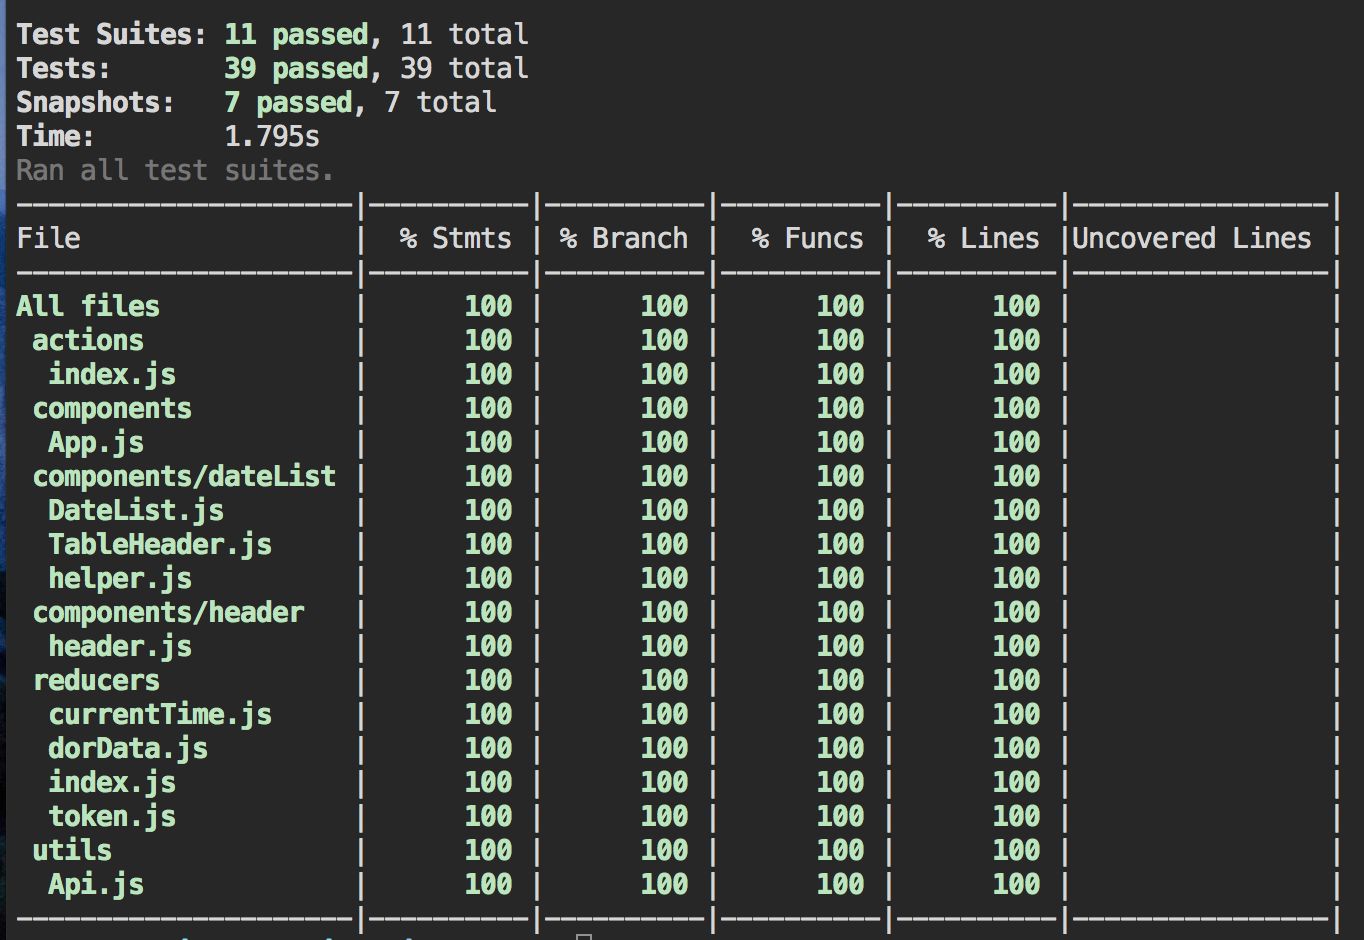 Test Suites: 11 passed, 11 total
Tests:       39 passed, 39 total
Snapshots:   7 passed, 7 total
Time:        1.795s
Ran all test suites.
---------------------|----------|----------|----------|----------|----------------|
File                 |  % Stmts | % Branch |  % Funcs |  % Lines |Uncovered Lines |
---------------------|----------|----------|----------|----------|----------------|
All files            |      100 |      100 |      100 |      100 |                |
 actions             |      100 |      100 |      100 |      100 |                |
  index.js           |      100 |      100 |      100 |      100 |                |
 components          |      100 |      100 |      100 |      100 |                |
  App.js             |      100 |      100 |      100 |      100 |                |
 components/dateList |      100 |      100 |      100 |      100 |                |
  DateList.js        |      100 |      100 |      100 |      100 |                |
  TableHeader.js     |      100 |      100 |      100 |      100 |                |
  helper.js          |      100 |      100 |      100 |      100 |                |
 components/header   |      100 |      100 |      100 |      100 |                |
  header.js          |      100 |      100 |      100 |      100 |                |
 reducers            |      100 |      100 |      100 |      100 |                |
  currentTime.js     |      100 |      100 |      100 |      100 |                |
  dorData.js         |      100 |      100 |      100 |      100 |                |
  index.js           |      100 |      100 |      100 |      100 |                |
  token.js           |      100 |      100 |      100 |      100 |                |
 utils               |      100 |      100 |      100 |      100 |                |
  Api.js             |      100 |      100 |      100 |      100 |                |
---------------------|----------|----------|----------|----------|----------------|